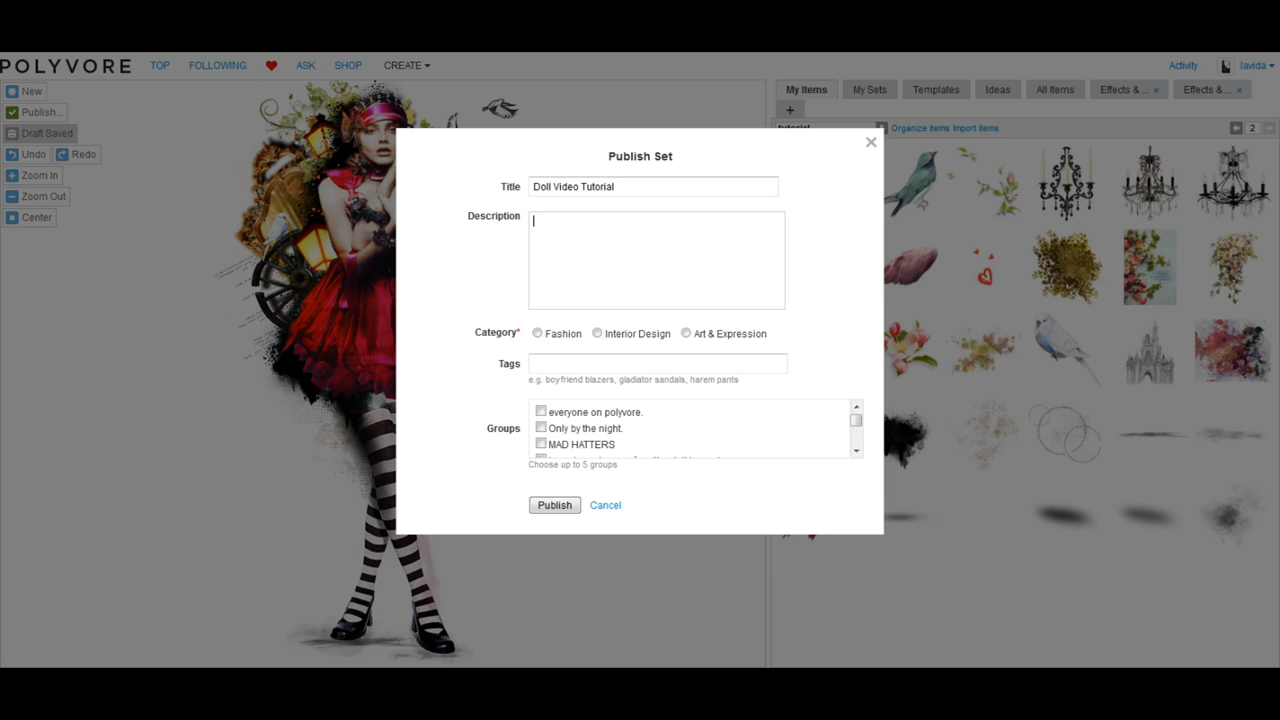 POLYVORE TOP FOLLOWING ASK SHOP CREATE Activity lavida
New
Publish...
Draft Saved
Undo Redo
Zoom In
Zoom Out
Center
My Items My Sets Templates Ideas All Items Effects & ... × Effects & ... ×
+
tutorial Organize items Import items 2
Publish Set
Title Doll Video Tutorial
Description
Category* Fashion Interior Design Art & Expression
Tags
e.g. boyfriend blazers, gladiator sandals, harem pants
Groups
everyone on polyvore.
Only by the night.
MAD HATTERS
Choose up to 5 groups
Publish Cancel